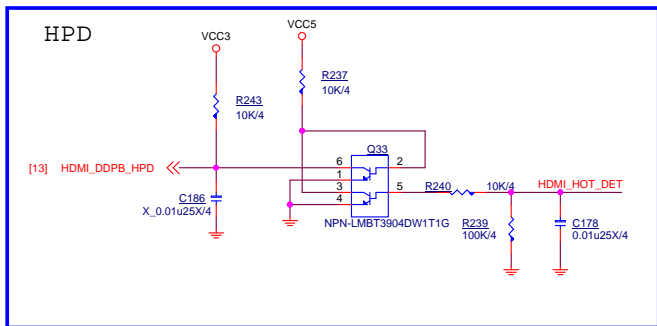 HPD
VCC3
VCC5
R243
10K/4
R237
10K/4
[13] HDMI_DDPB_HPD
Q33
6
2
1
3
5
4
R240
10K/4
HDMI_HOT_DET
C186
X_0.01u25X/4
NPN-LMBT3904DW1T1G
R239
100K/4
C178
0.01u25X/4